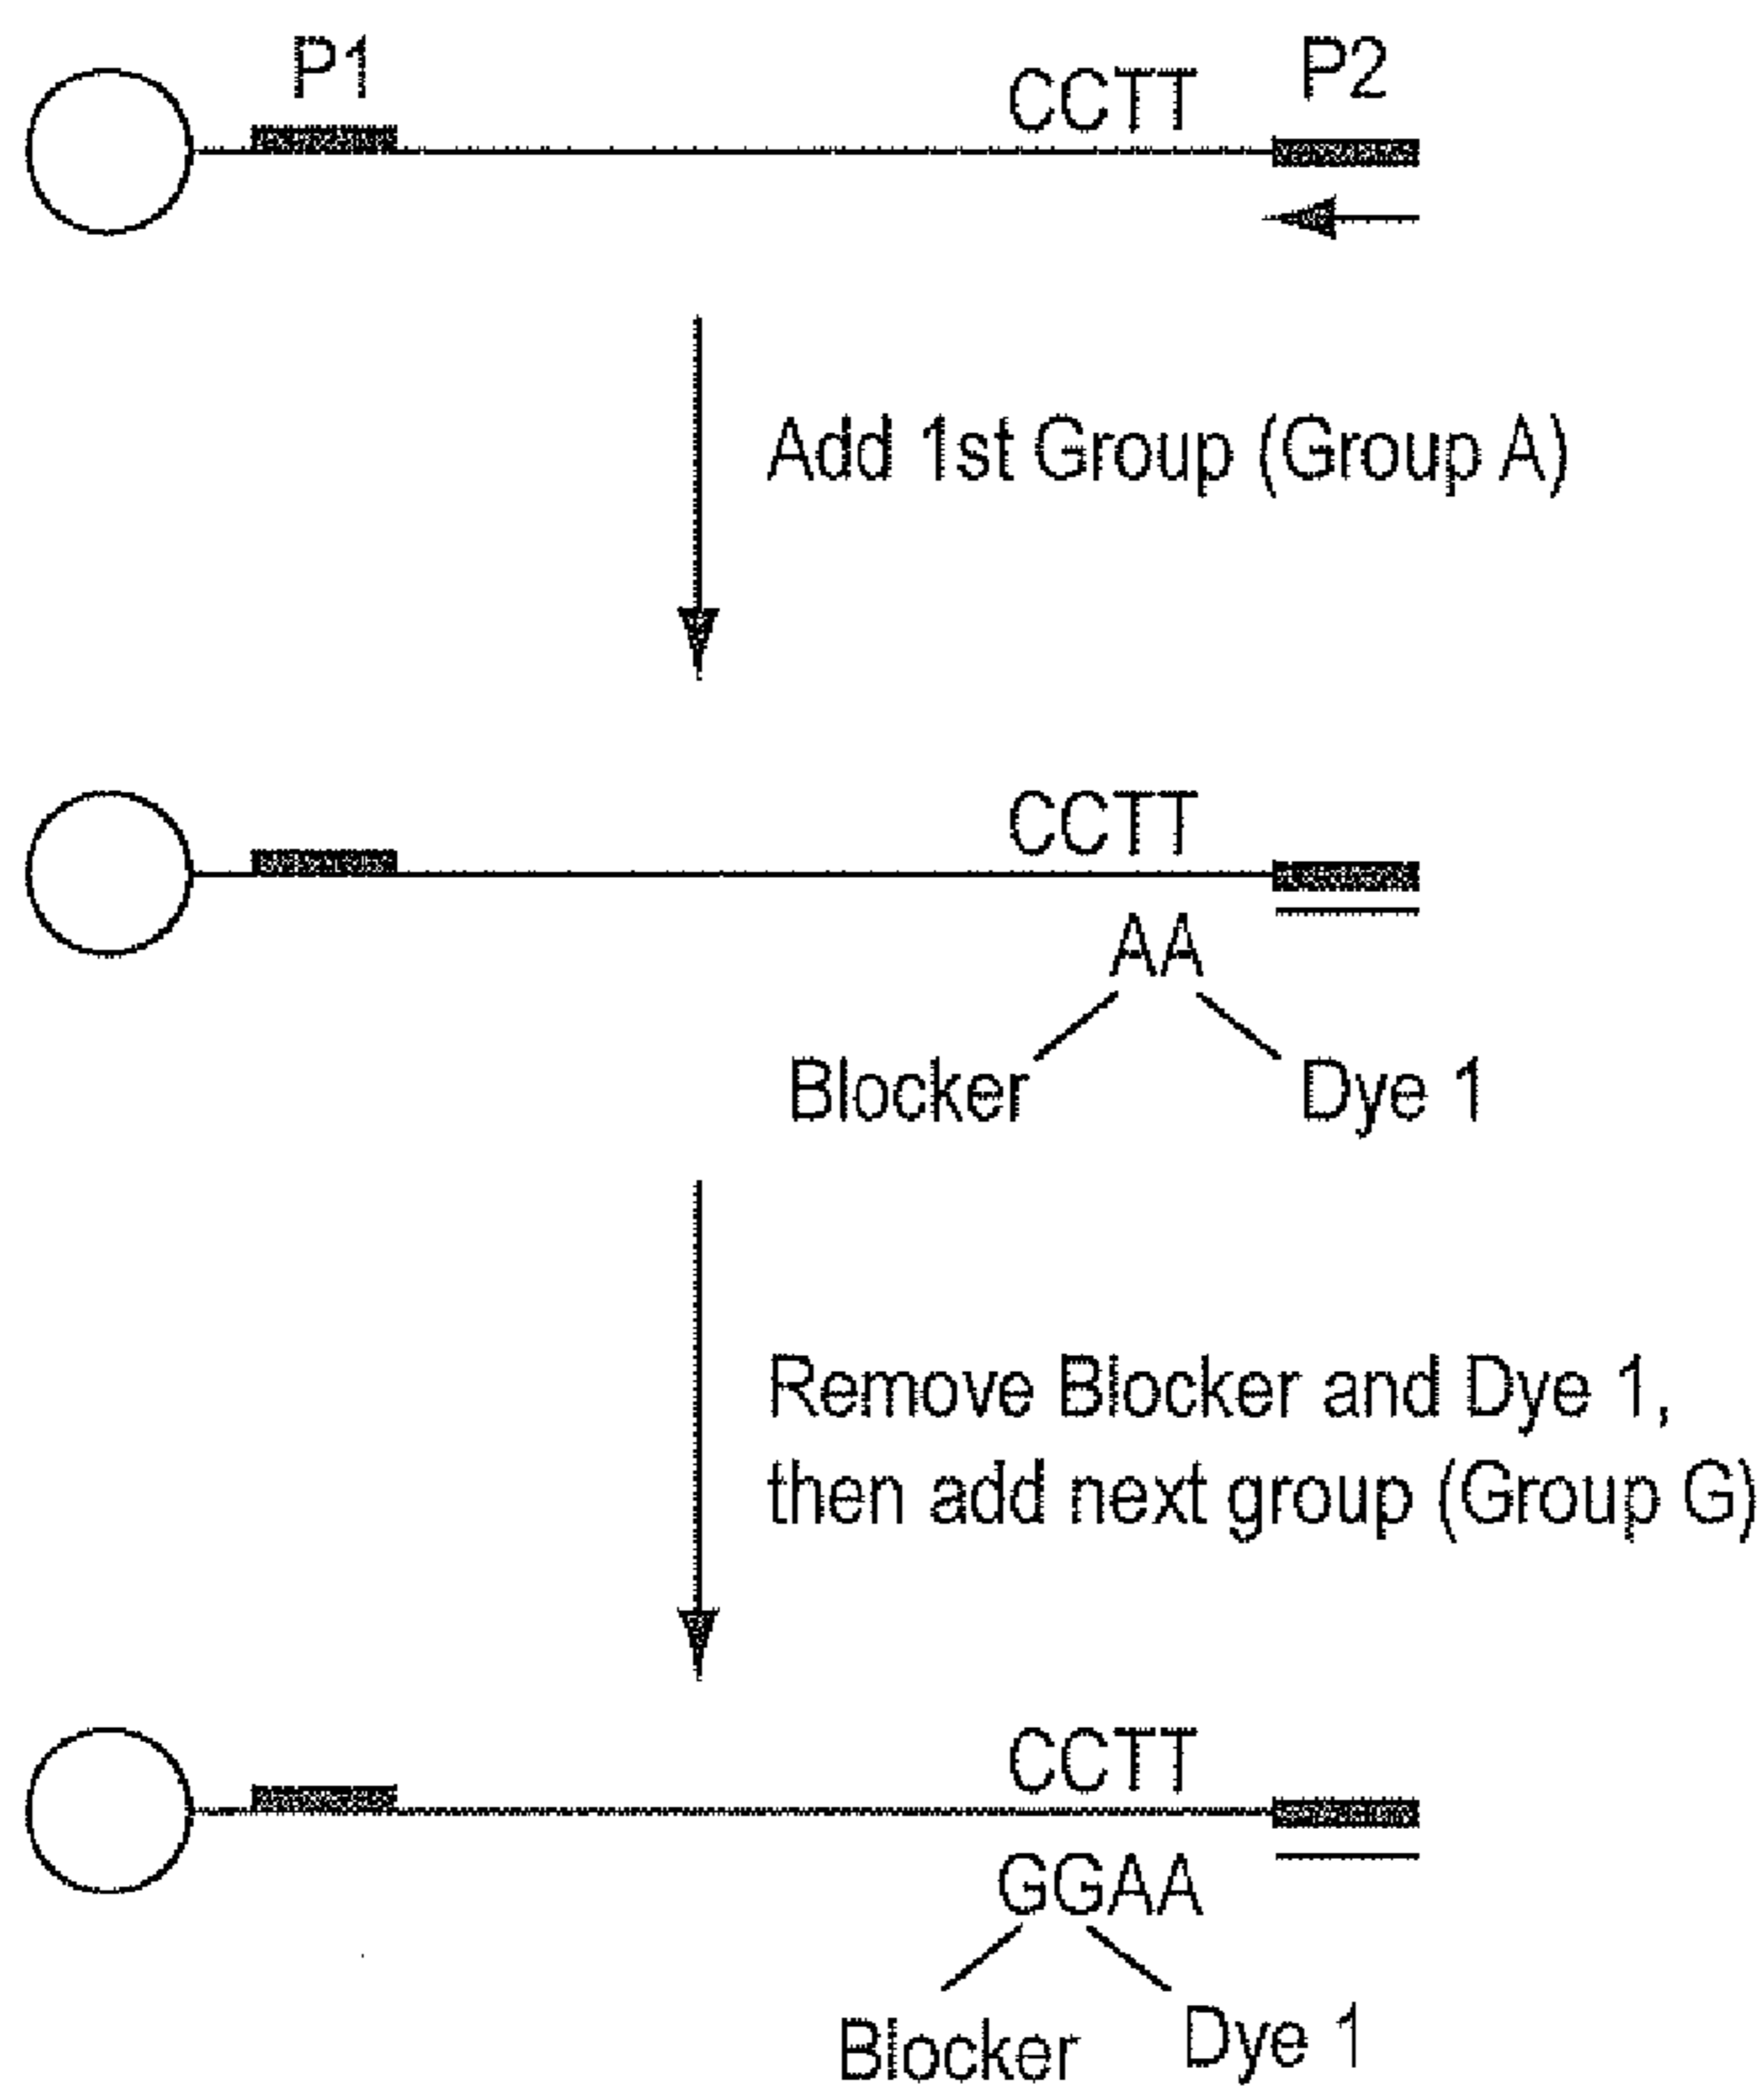 P1
CCTT
P2
Add 1st Group (Group A)
CCTT
AA
Blocker
Dye 1
Remove Blocker and Dye 1,
then add next group (Group G)
CCTT
GGAA
Blocker
Dye 1